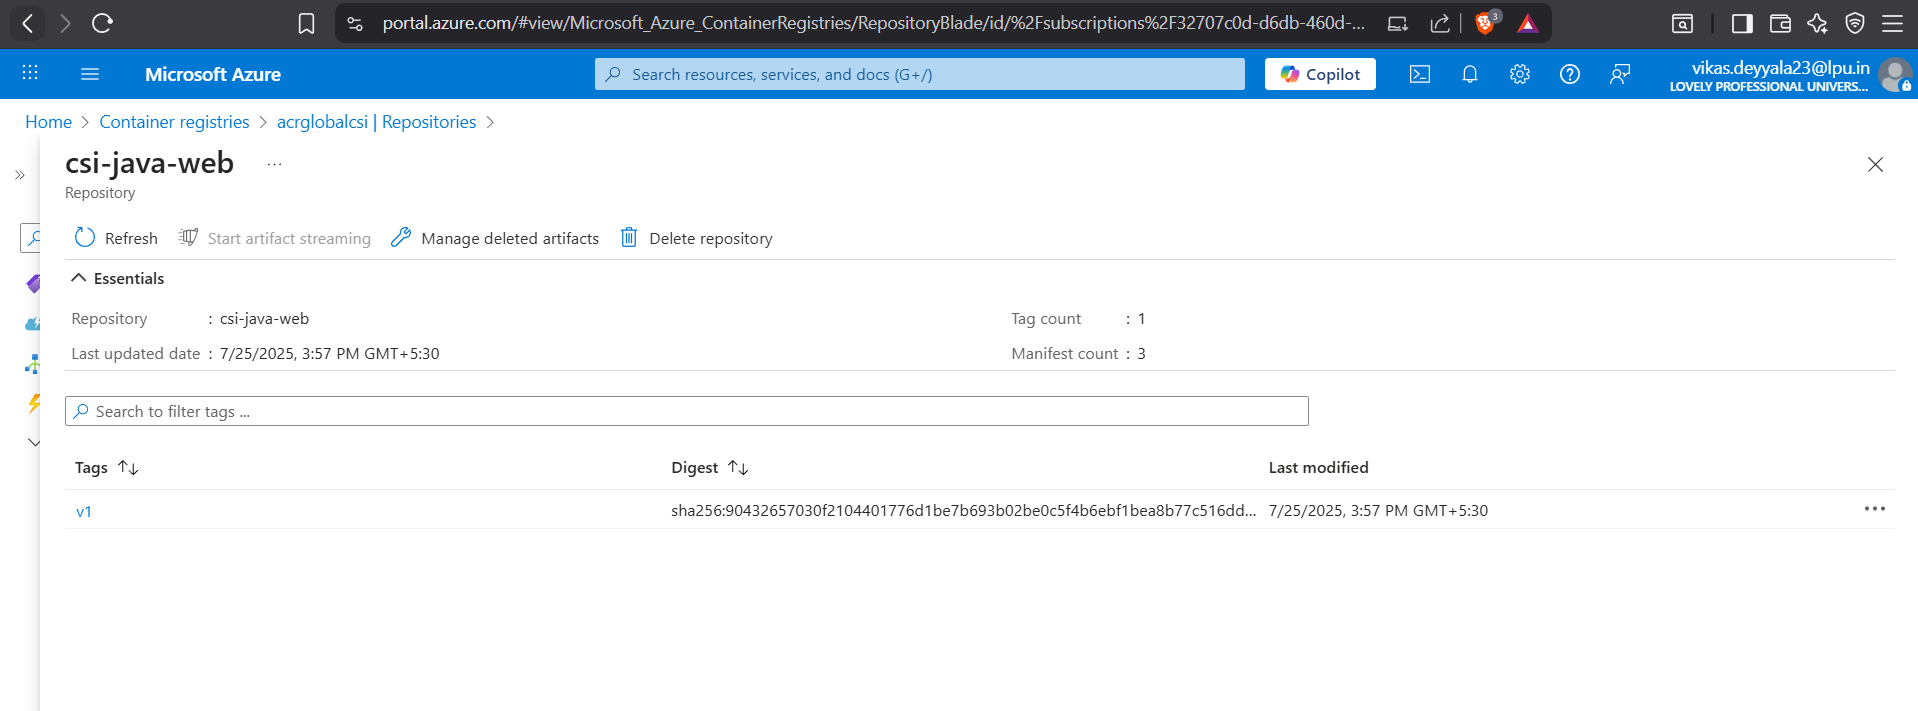 portal.azure.com/#view/Microsoft_Azure_ContainerRegistries/RepositoryBlade/id/%2Fsubscriptions%2F32707c0d-d6db-460d-...
3
Microsoft Azure
Search resources, services, and docs (G+/)
Copilot
vikas.deyyala23@lpu.in
LOVELY PROFESSIONAL UNIVERS...
Home > Container registries > acrglobalcsi | Repositories >
csi-java-web ...
Repository
Refresh Start artifact streaming Manage deleted artifacts Delete repository
Essentials
Repository : csi-java-web
Tag count : 1
Last updated date : 7/25/2025, 3:57 PM GMT+5:30
Manifest count : 3
Search to filter tags ...
Tags Digest Last modified
v1 sha256:90432657030f2104401776d1be7b693b02be0c5f4b6ebf1bea8b77c516dd... 7/25/2025, 3:57 PM GMT+5:30